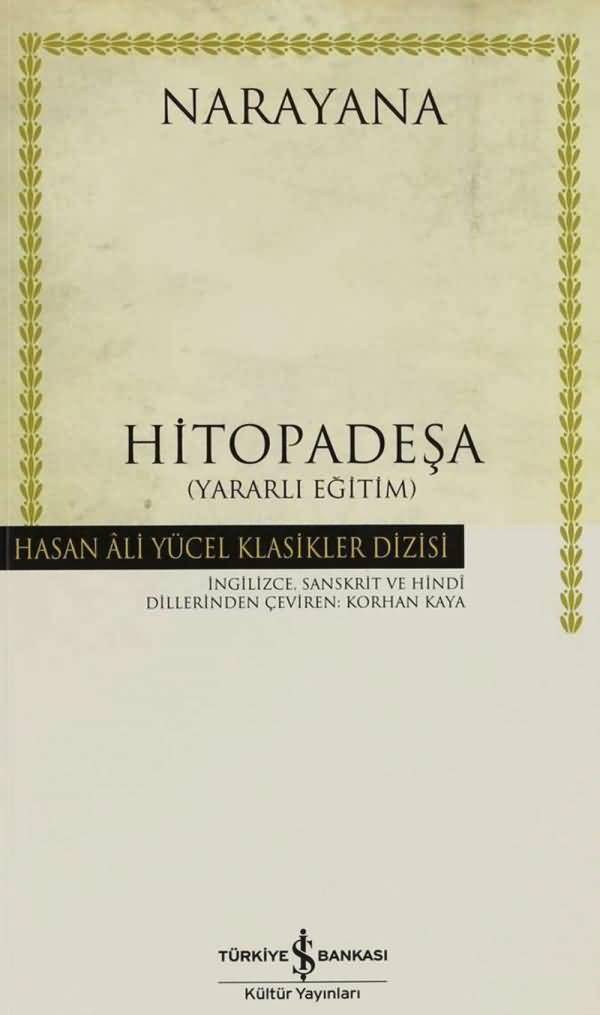 NARAYANA
HİTOPADEŞA
(YARARLI EĞİTİM)
HASAN ÂLİ YÜCEL KLASİKLER DİZİSİ
İNGİLİZCE, SANSKRİT VE HİNDÎ
DİLLERİNDEN ÇEVİREN: KORHAN KAYA
TÜRKİYE İŞ BANKASI
Kültür Yayınları